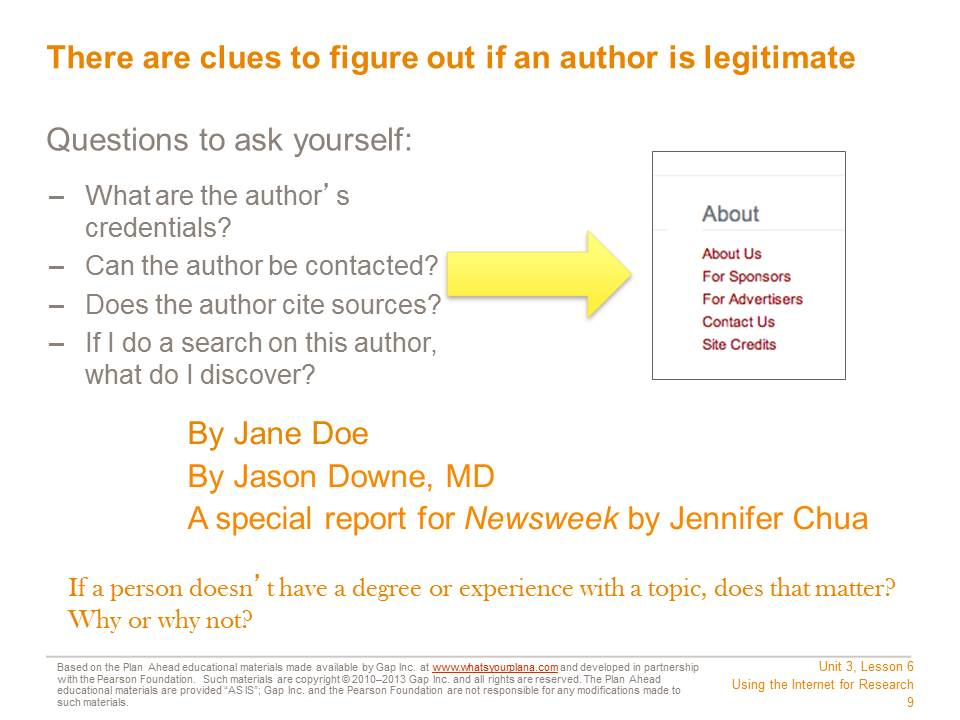 There are clues to figure out if an author is legitimate
Questions to ask yourself:
– What are the author’s
credentials?
– Can the author be contacted?
– Does the author cite sources?
– If I do a search on this author,
what do I discover?
About
About Us
For Sponsors
For Advertisers
Contact Us
Site Credits
By Jane Doe
By Jason Downe, MD
A special report for Newsweek by Jennifer Chua
If a person doesn’t have a degree or experience with a topic, does that matter?
Why or why not?
Based on the Plan Ahead educational materials made available by Gap Inc. at www.whatsyourplana.com and developed in partnership
with the Pearson Foundation. Such materials are copyright © 2010–2013 Gap Inc. and all rights are reserved. The Plan Ahead
educational materials are provided “AS IS”; Gap Inc. and the Pearson Foundation are not responsible for any modifications made to
such materials.
Unit 3, Lesson 6
Using the Internet for Research
9